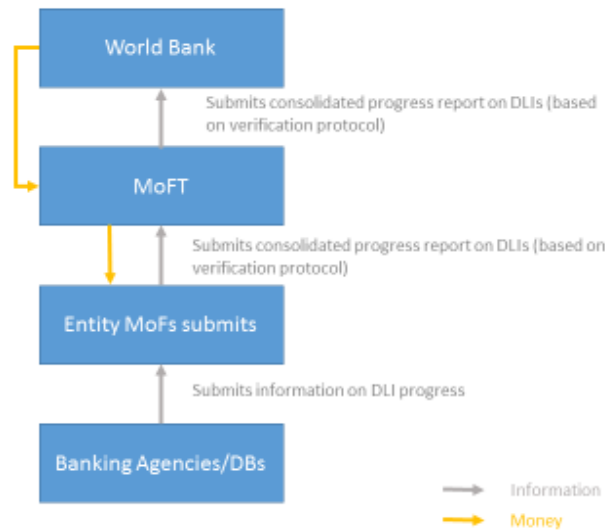 World Bank
Submits consolidated progress report on DLIs (based
on verification protocol)
MoFT
Submits consolidated progress report on DLIs (based on
verification protocol)
Entity MoFs submits
Submits information on DLI progress
Banking Agencies/DBs
Information
Money